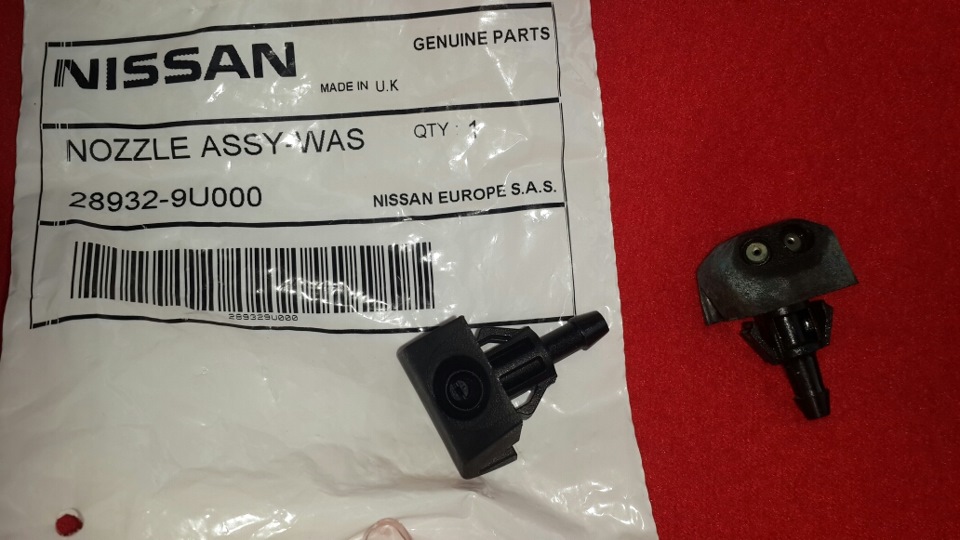 NISSAN
GENUINE PARTS
MADE IN U.K
NOZZLE ASSY-WAS
QTY : 1
28932-9U000
NISSAN EUROPE S.A.S.
289329U000